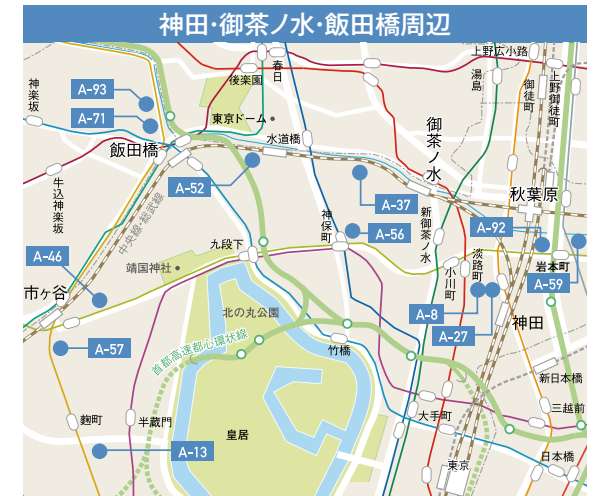 神田・御茶ノ水・飯田橋周辺
上野広小路
春日
後楽園
湯島
御徒町
上野御徒町
神楽坂
A-93
A-71
東京ドーム
御茶ノ水
飯田橋
水道橋
A-52
A-37
秋葉原
牛込神楽坂
中央線・総武線
神保町
A-56
新御茶ノ水
A-92
淡路町
九段下
A-46
靖国神社
小川町
岩本町
A-59
市ヶ谷
北の丸公園
A-8
神田
A-27
首都高速都心環状線
竹橋
A-57
新日本橋
麴町
半蔵門
皇居
大手町
三越前
A-13
東京
日本橋